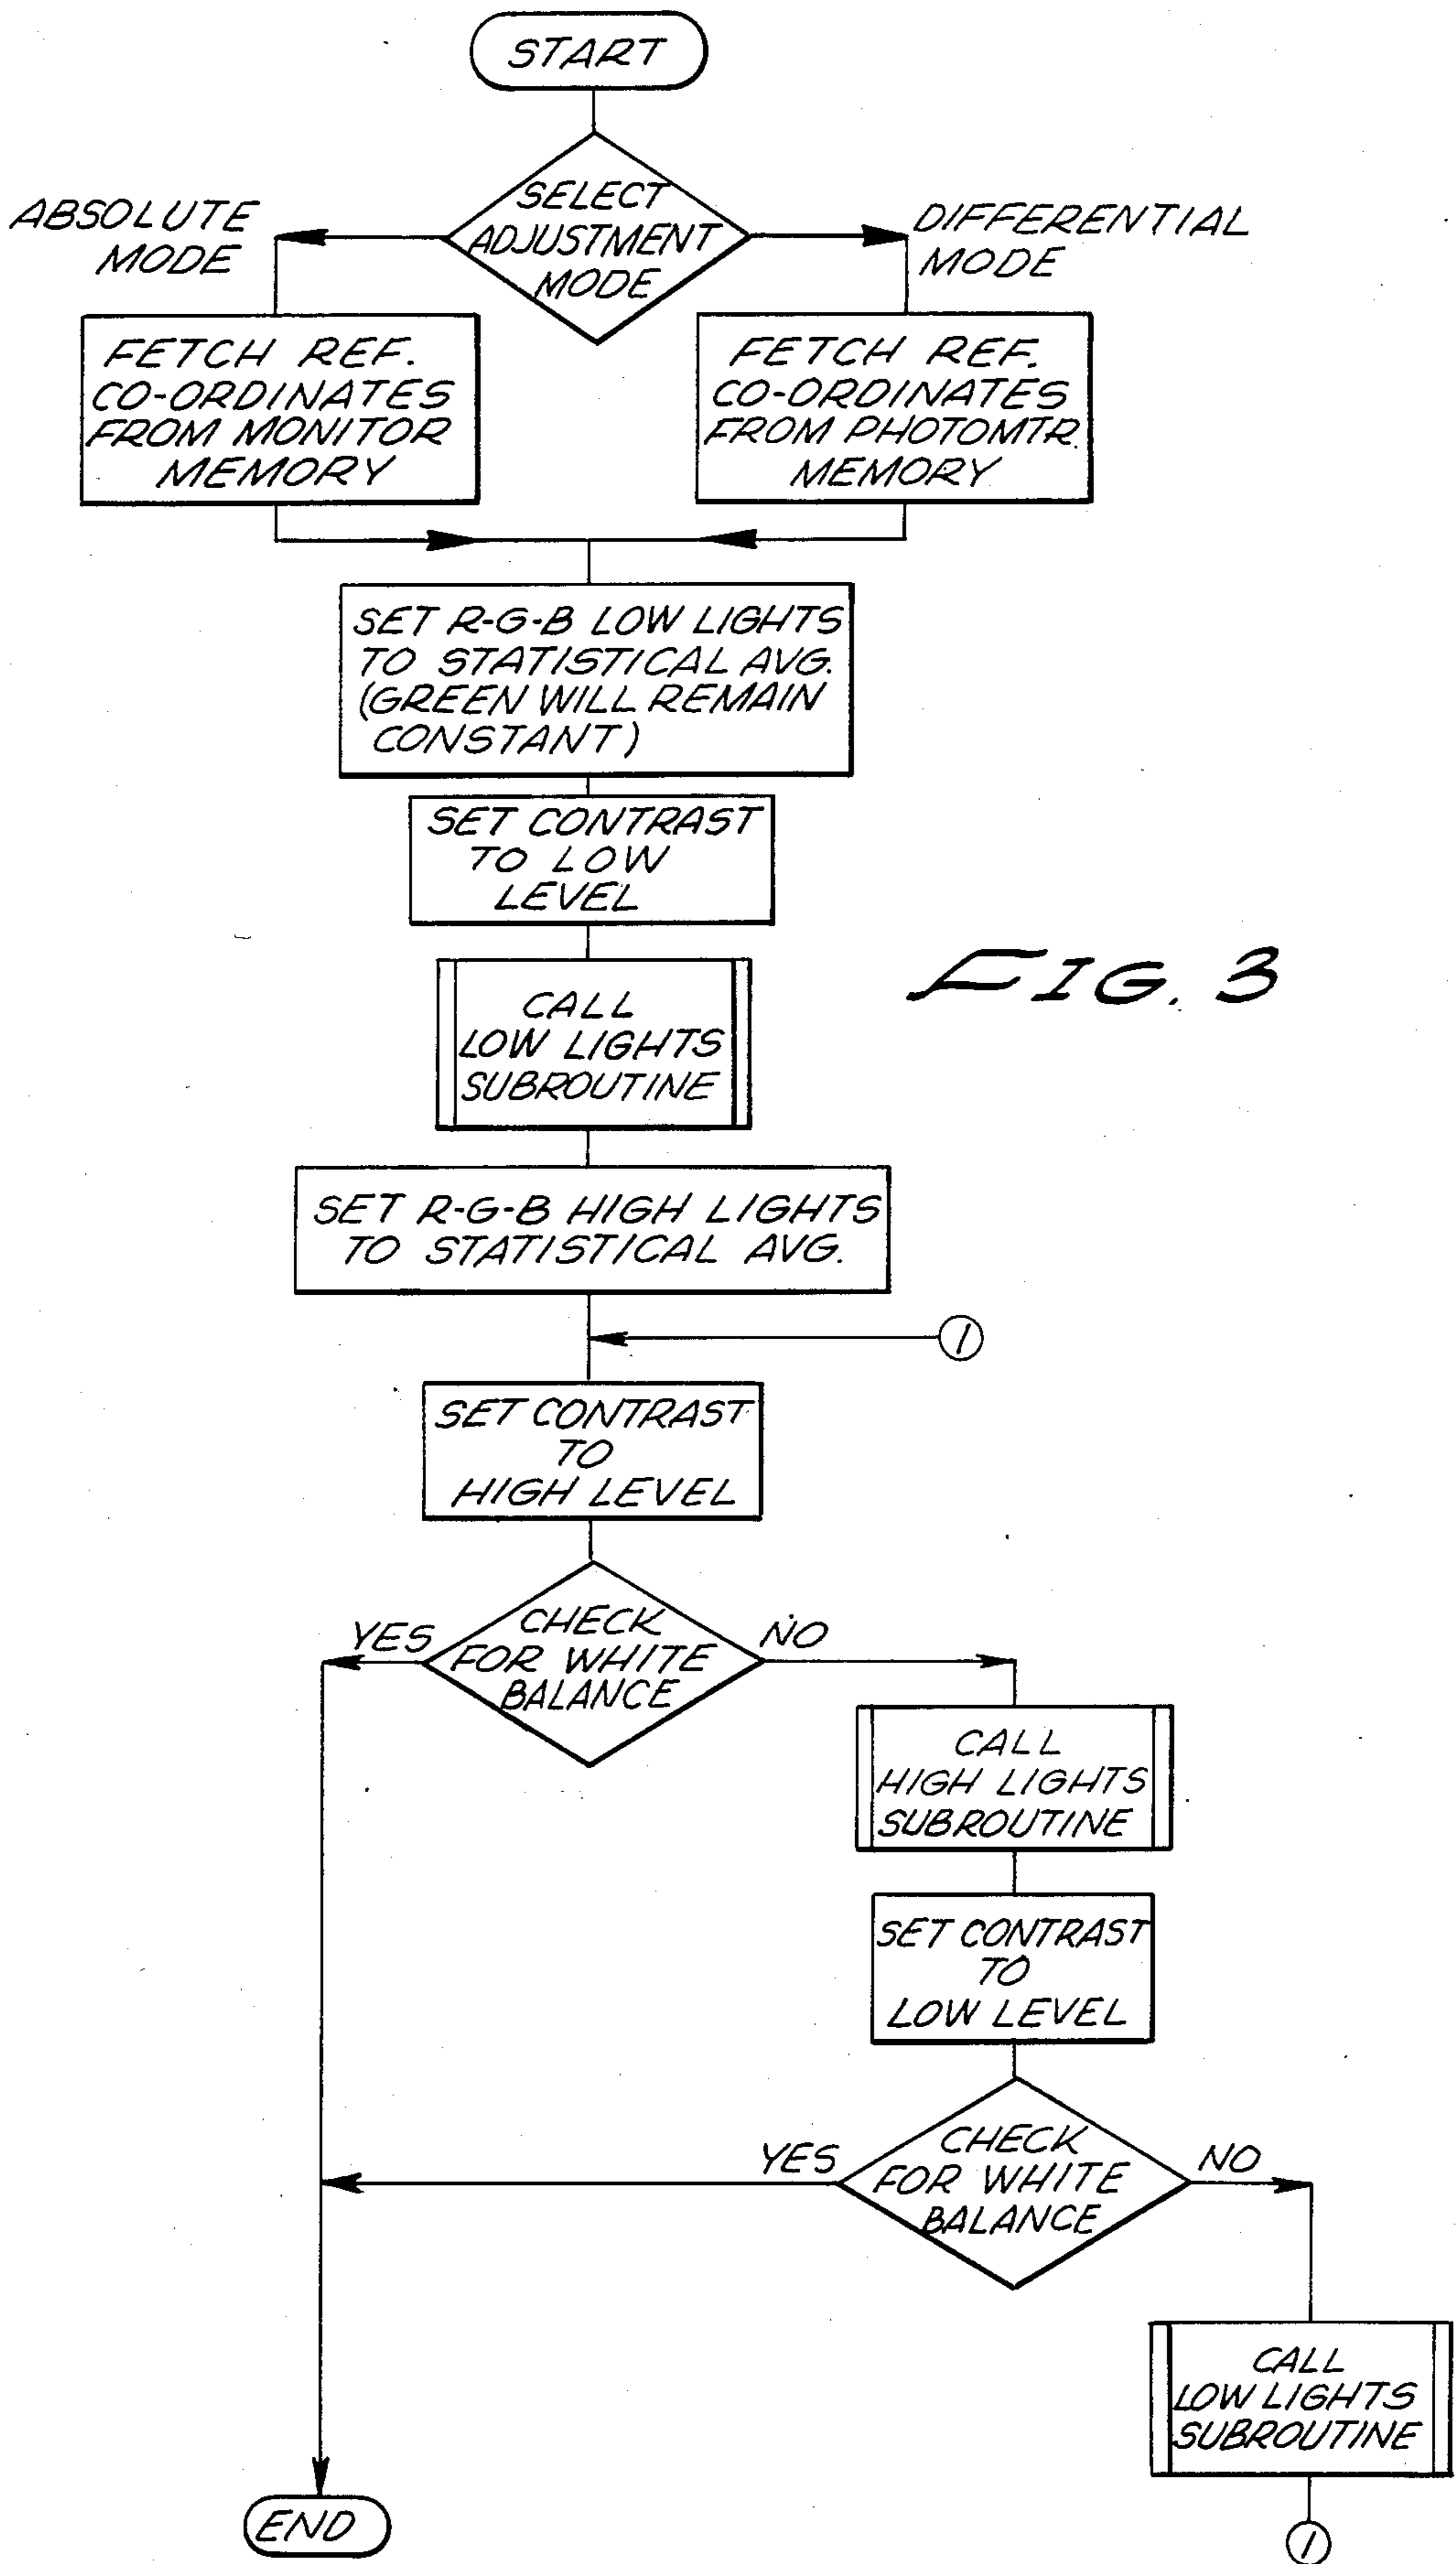 START
SELECT
ADJUSTMENT
MODE
ABSOLUTE
MODE
DIFFERENTIAL
MODE
FETCH REF.
CO-ORDINATES
FROM MONITOR
MEMORY
FETCH REF.
CO-ORDINATES
FROM PHOTOMTR.
MEMORY
SET R-G-B LOW LIGHTS
TO STATISTICAL AVG.
(GREEN WILL REMAIN
CONSTANT)
SET CONTRAST
TO LOW
LEVEL
FIG. 3
CALL
LOW LIGHTS
SUBROUTINE
SET R-G-B HIGH LIGHTS
TO STATISTICAL AVG.
1
SET CONTRAST
TO
HIGH LEVEL
CHECK
FOR WHITE
BALANCE
YES
NO
CALL
HIGH LIGHTS
SUBROUTINE
SET CONTRAST
TO
LOW LEVEL
CHECK
FOR WHITE
BALANCE
YES
NO
CALL
LOW LIGHTS
SUBROUTINE
END
1